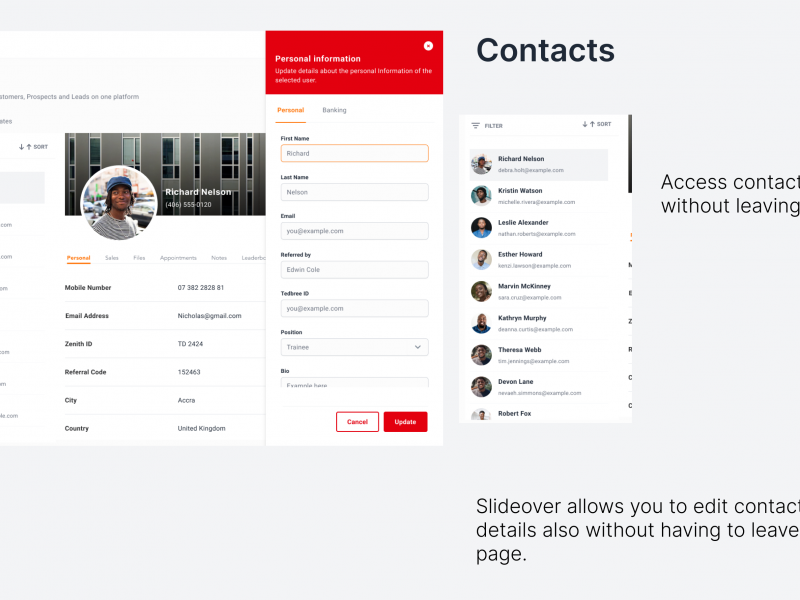 Contacts
Personal information
Update details about the personal Information of the
selected user.
stomers, Prospects and Leads on one platform
ates
SORT
Richard Nelson
(406) 555-0120
.com
.com
om
.com
om
le.com
Personal
Sales
Files
Appointments
Notes
Leaderbo
Mobile Number
07 382 2828 81
Email Address
Nicholas@gmail.com
Zenith ID
TD 2424
Referral Code
152463
City
Accra
Country
United Kingdom
Personal
Banking
First Name
Richard
Last Name
Nelson
Email
you@example.com
Referred by
Edwin Cole
Tedbree ID
you@example.com
Position
Trainee
Bio
Example here
Cancel
Update
FILTER
SORT
Richard Nelson
debra.holt@example.com
Kristin Watson
michelle.rivera@example.com
Leslie Alexander
nathan.roberts@example.com
Esther Howard
kenzi.lawson@example.com
Marvin McKinney
sara.cruz@example.com
Kathryn Murphy
deanna.curtis@example.com
Theresa Webb
tim.jennings@example.com
Devon Lane
nevaeh.simmons@example.com
Robert Fox
Access contact
without leaving
Slideover allows you to edit contact
details also without having to leave
page.